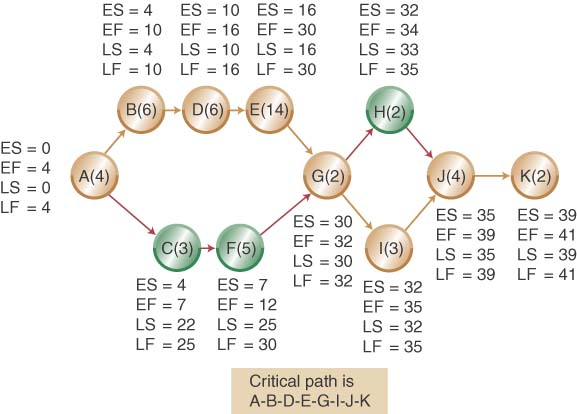 ES = 4
EF = 10
LS = 4
LF = 10
ES = 10
EF = 16
LS = 10
LF = 16
ES = 16
EF = 30
LS = 16
LF = 30
ES = 32
EF = 34
LS = 33
LF = 35
B(6)
D(6)
E(14)
H(2)
ES = 0
EF = 4
LS = 0
LF = 4
A(4)
G(2)
J(4)
K(2)
C(3)
F(5)
I(3)
ES = 4
EF = 7
LS = 22
LF = 25
ES = 7
EF = 12
LS = 25
LF = 30
ES = 30
EF = 32
LS = 30
LF = 32
ES = 32
EF = 35
LS = 32
LF = 35
ES = 35
EF = 39
LS = 35
LF = 39
ES = 39
EF = 41
LS = 39
LF = 41
Critical path is
A-B-D-E-G-I-J-K